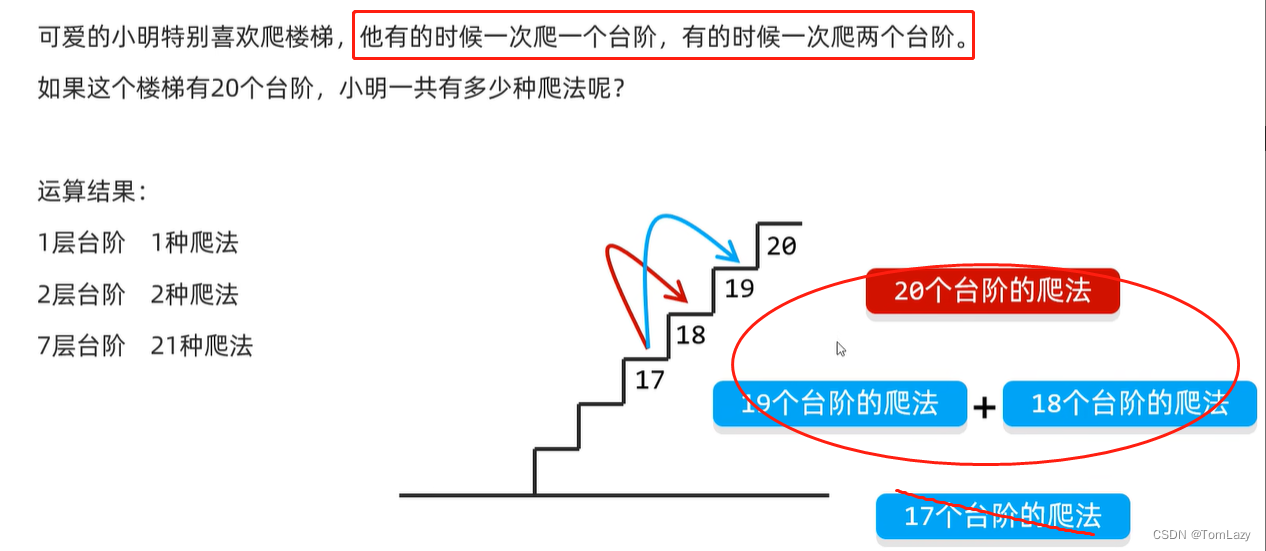 可爱的小明特别喜欢爬楼梯，他有的时候一次爬一个台阶，有的时候一次爬两个台阶。
如果这个楼梯有20个台阶，小明一共有多少种爬法呢？
运算结果：
1层台阶 1种爬法
2层台阶 2种爬法
7层台阶 21种爬法
20
19
18
17
20个台阶的爬法
19个台阶的爬法 + 18个台阶的爬法
17个台阶的爬法
CSDN @TomLazy